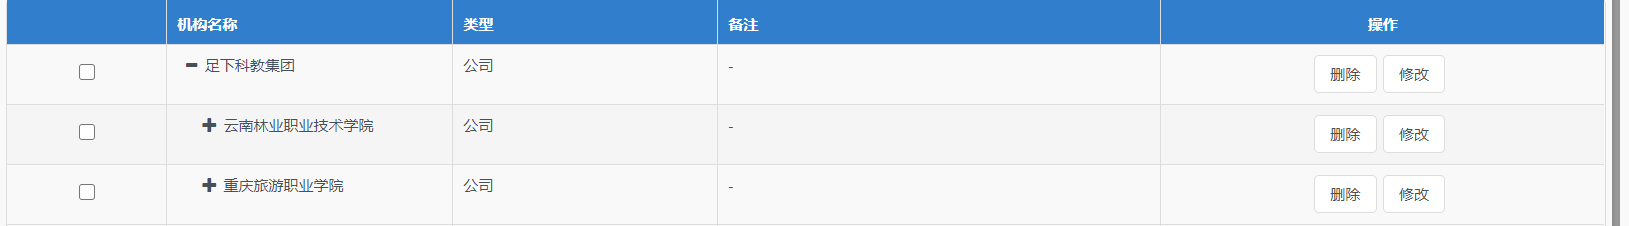 机构名称 类型 备注 操作
足下科教集团 公司 - 删除 修改
云南林业职业技术学院 公司 - 删除 修改
重庆旅游职业学院 公司 - 删除 修改